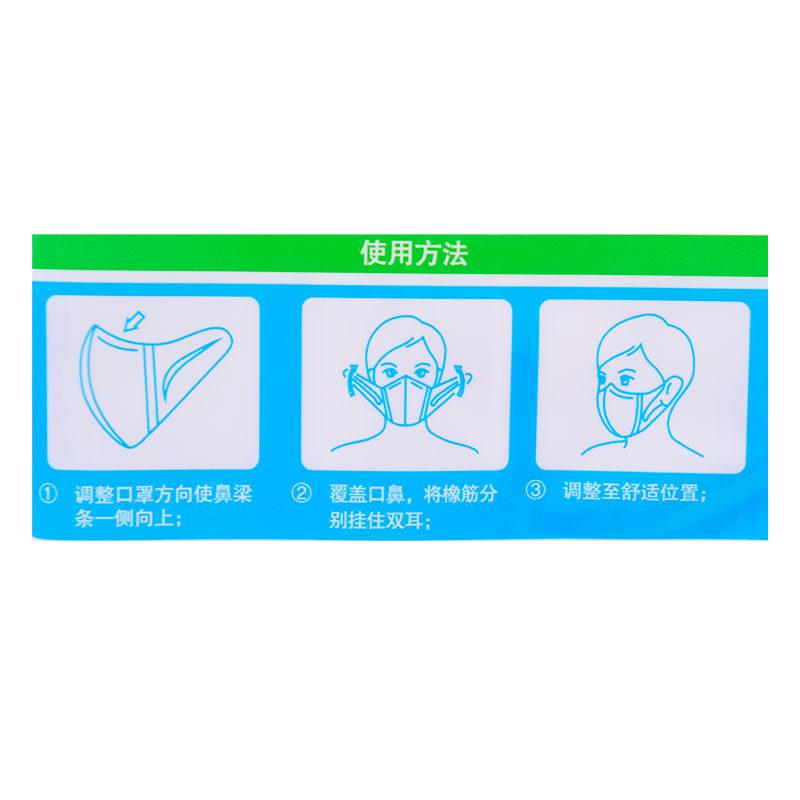 使用方法
① 调整口罩方向使鼻梁
条一侧向上；
② 覆盖口鼻，将橡筋分
别挂住双耳；
③ 调整至舒适位置；